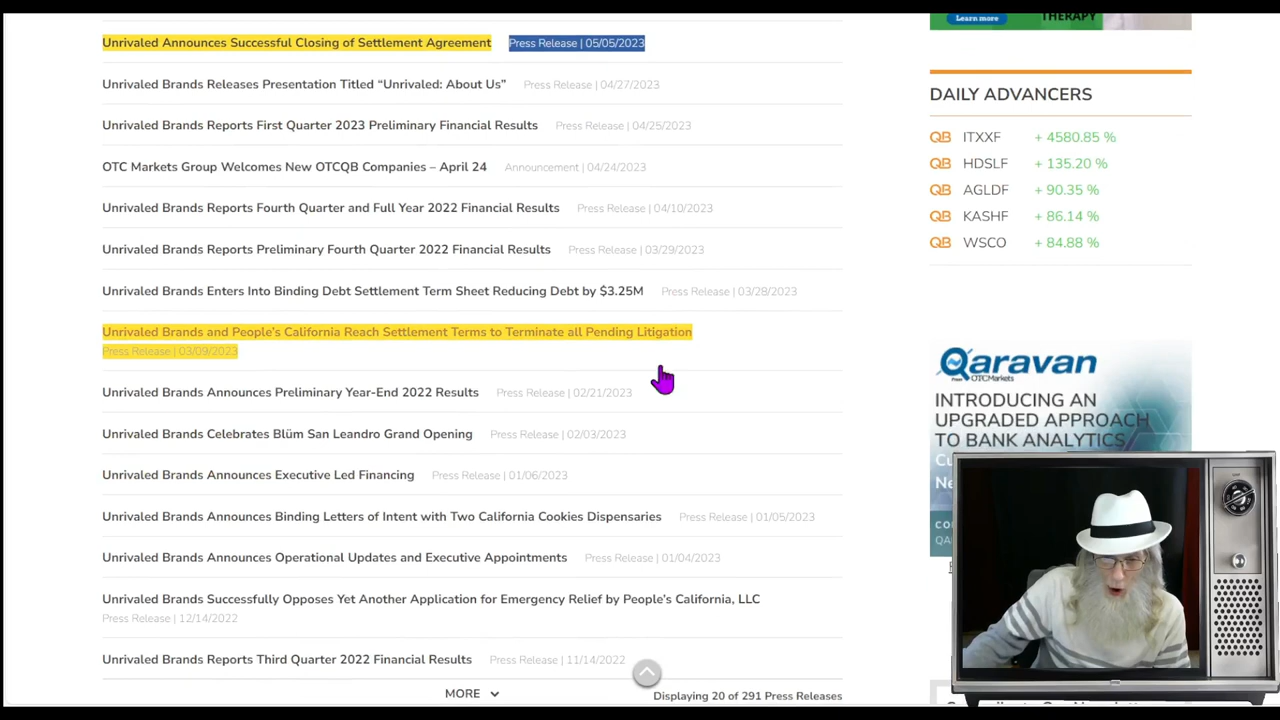 Unrivaled Announces Successful Closing of Settlement Agreement Press Release | 05/05/2023
Unrivaled Brands Releases Presentation Titled “Unrivaled: About Us” Press Release | 04/27/2023
Unrivaled Brands Reports First Quarter 2023 Preliminary Financial Results Press Release | 04/25/2023
OTC Markets Group Welcomes New OTCQB Companies – April 24 Announcement | 04/24/2023
Unrivaled Brands Reports Fourth Quarter and Full Year 2022 Financial Results Press Release | 04/10/2023
Unrivaled Brands Reports Preliminary Fourth Quarter 2022 Financial Results Press Release | 03/29/2023
Unrivaled Brands Enters Into Binding Debt Settlement Term Sheet Reducing Debt by $3.25M Press Release | 03/28/2023
Unrivaled Brands and People’s California Reach Settlement Terms to Terminate all Pending Litigation
Press Release | 03/09/2023
Unrivaled Brands Announces Preliminary Year-End 2022 Results Press Release | 02/21/2023
Unrivaled Brands Celebrates Blüm San Leandro Grand Opening Press Release | 02/03/2023
Unrivaled Brands Announces Executive Led Financing Press Release | 01/06/2023
Unrivaled Brands Announces Binding Letters of Intent with Two California Cookies Dispensaries Press Release | 01/05/2023
Unrivaled Brands Announces Operational Updates and Executive Appointments Press Release | 01/04/2023
Unrivaled Brands Successfully Opposes Yet Another Application for Emergency Relief by People’s California, LLC
Press Release | 12/14/2022
Unrivaled Brands Reports Third Quarter 2022 Financial Results Press Release | 11/14/2022
MORE
Displaying 20 of 291 Press Releases
Learn more
THERAPY
DAILY ADVANCERS
QB ITXXF + 4580.85 %
QB HDSLF + 135.20 %
QB AGLDF + 90.35 %
QB KASHF + 86.14 %
QB WSCO + 84.88 %
Qaravan
From OTCMarkets
INTRODUCING AN
UPGRADED APPROACH
TO BANK ANALYTICS